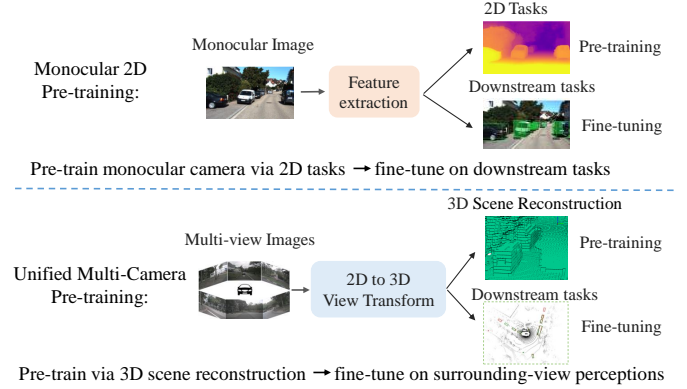 2D Tasks
Monocular Image
Pre-training
Monocular 2D
Pre-training:
Feature
extraction
Downstream tasks
Fine-tuning
Pre-train monocular camera via 2D tasks → fine-tune on downstream tasks
3D Scene Reconstruction
Multi-view Images
Pre-training
Unified Multi-Camera
Pre-training:
2D to 3D
View Transform
Downstream tasks
Fine-tuning
Pre-train via 3D scene reconstruction → fine-tune on surrounding-view perceptions